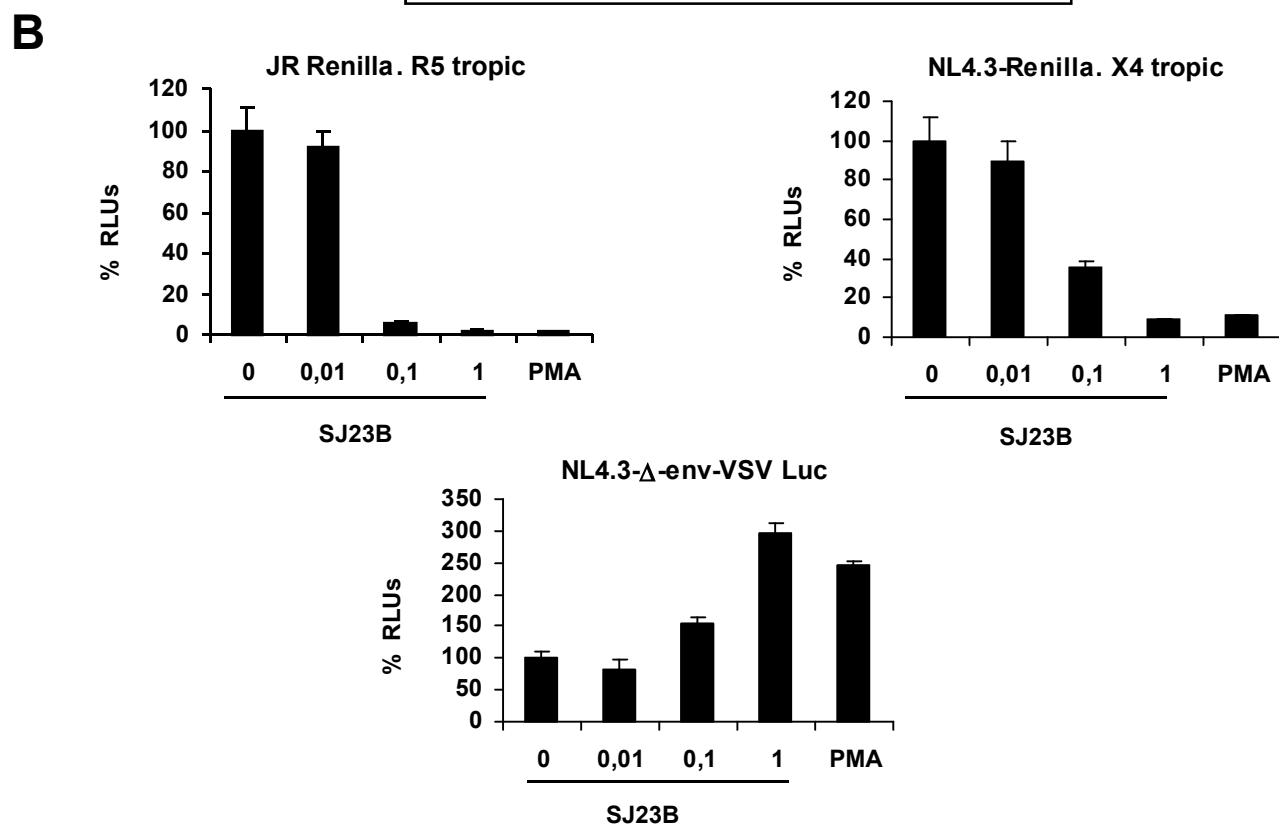 B
JR Renilla. R5 tropic
120
100
80
60
40
20
0
% RLUs
0 0,01 0,1 1 PMA
SJ23B
NL4.3-Renilla. X4 tropic
120
100
80
60
40
20
0
% RLUs
0 0,01 0,1 1 PMA
SJ23B
NL4.3-Δ-env-VSV Luc
350
300
250
200
150
100
50
0
% RLUs
0 0,01 0,1 1 PMA
SJ23B